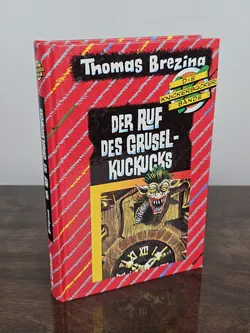 Thomas Brezina
DIE
KNICKERBOCKER
BANDE
DER RUF
DES GRUSEL-
KUCKUCKS